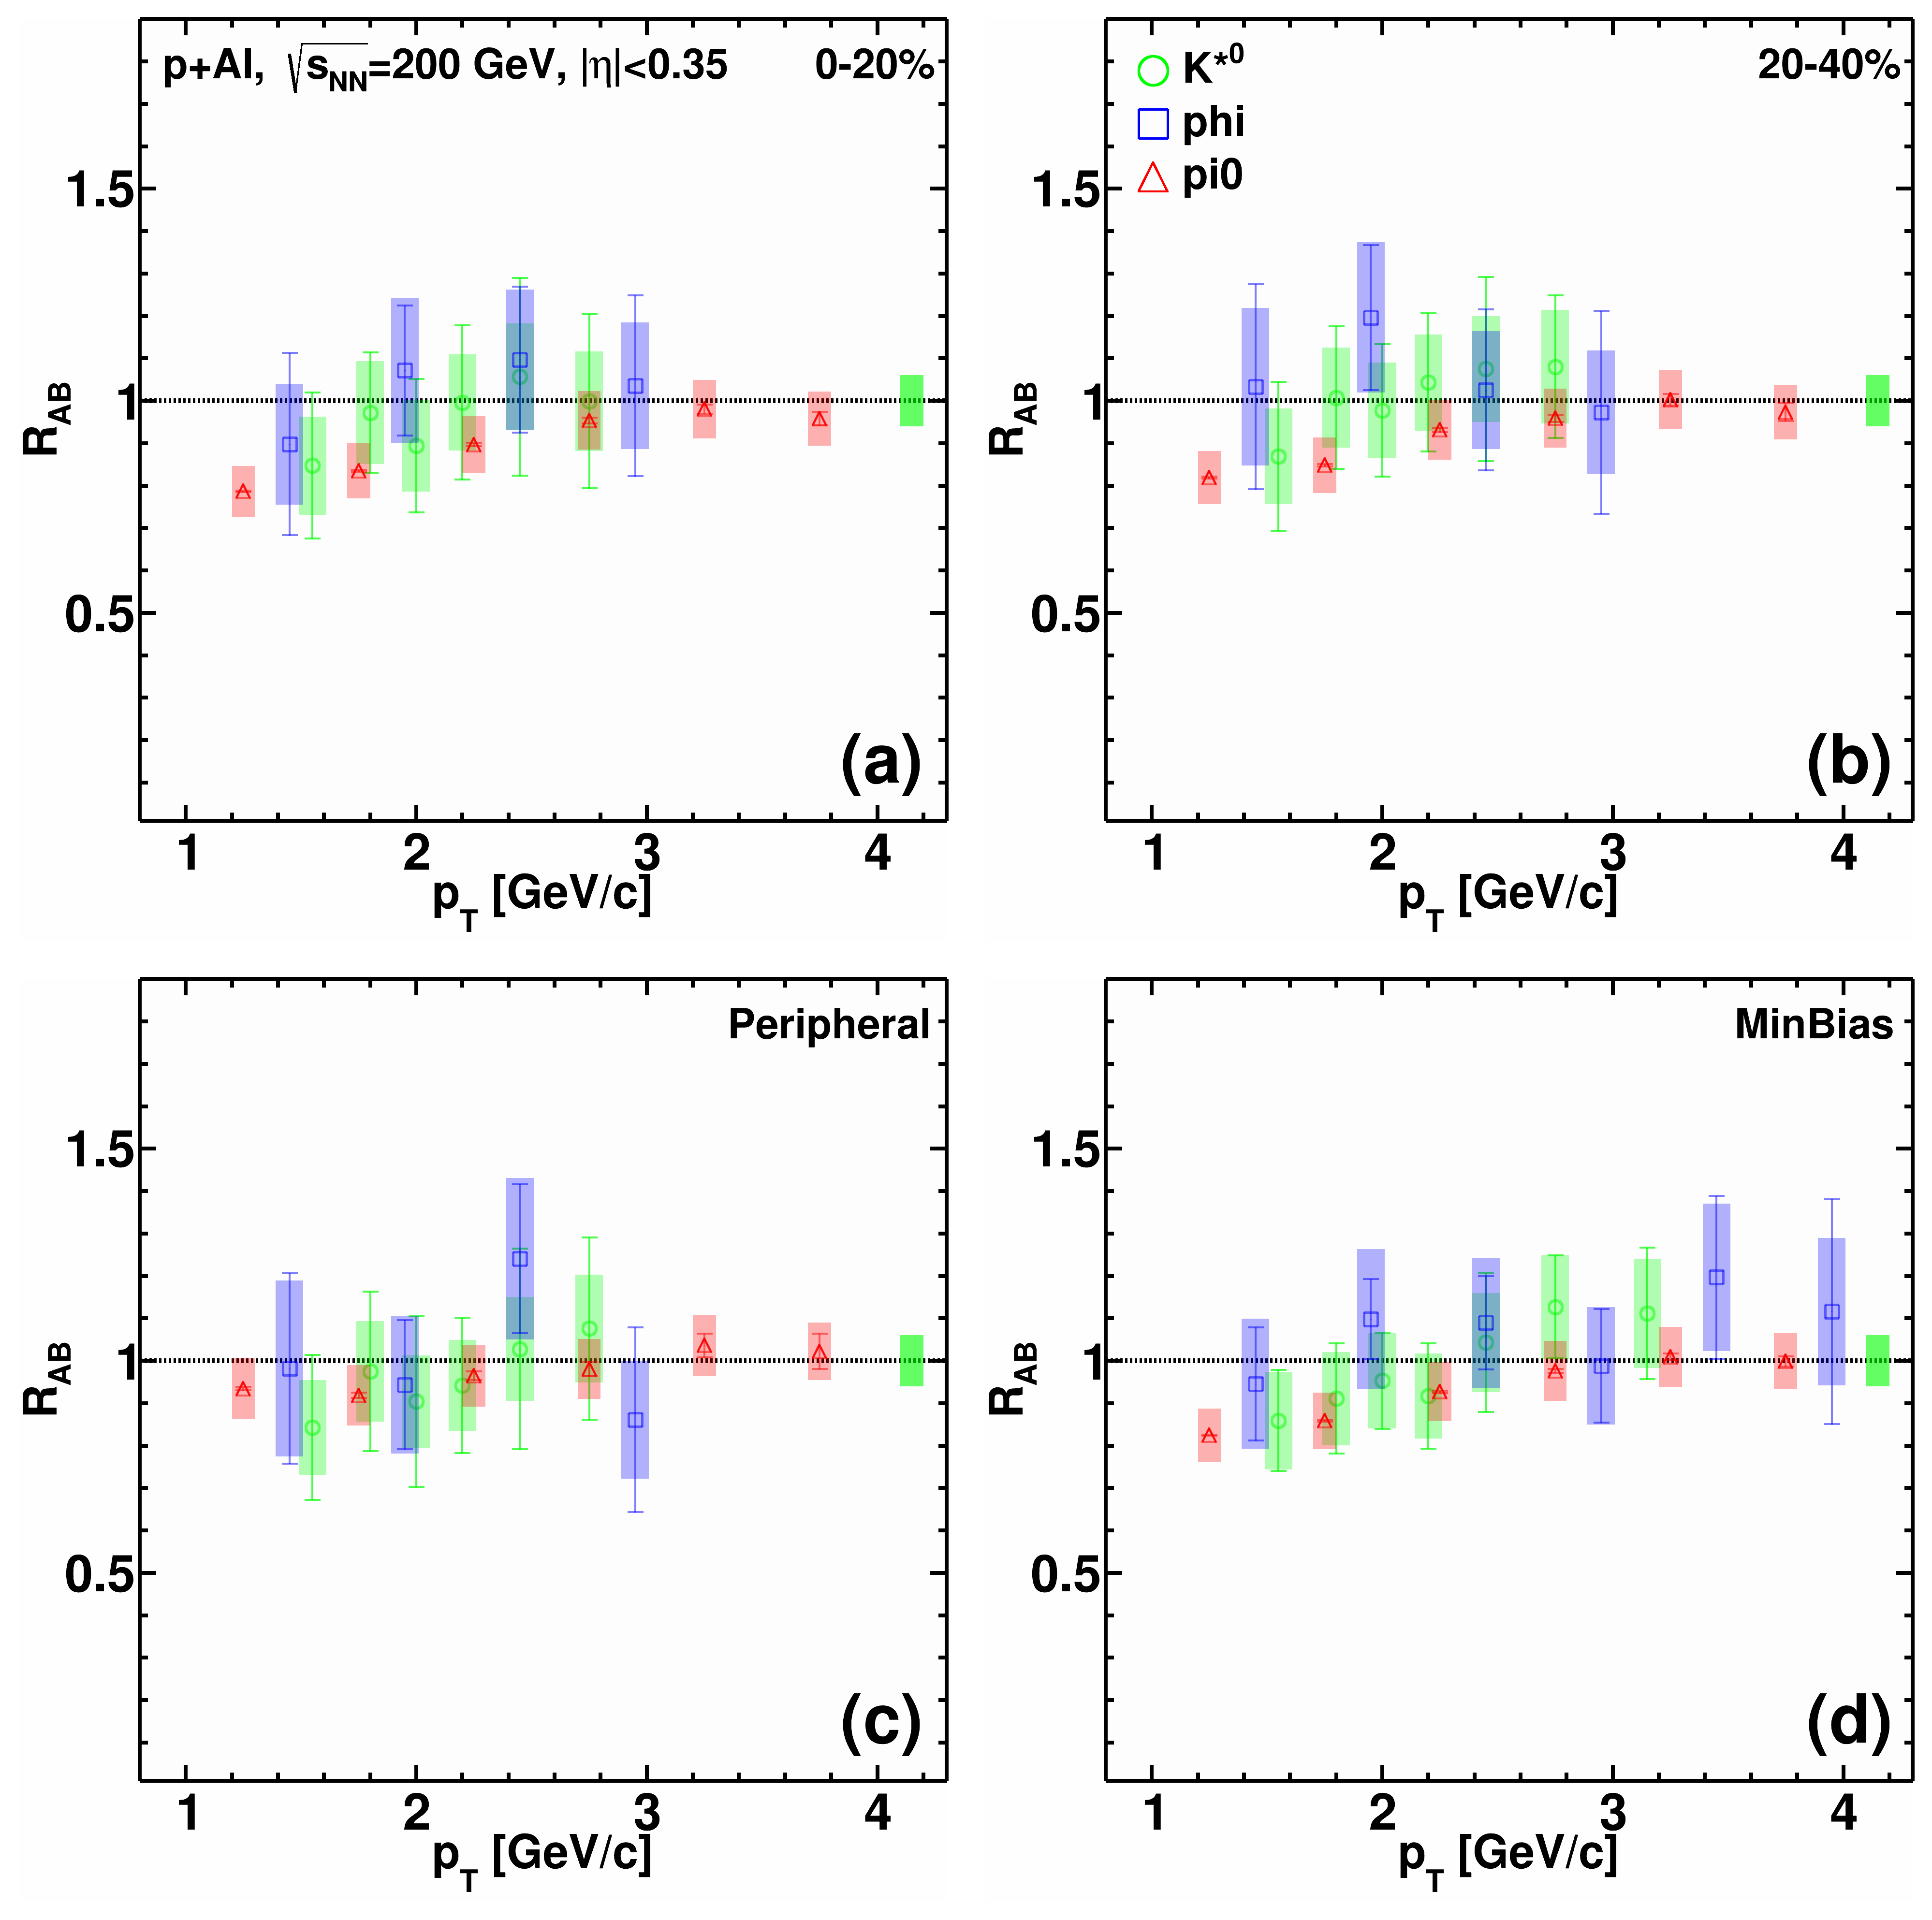 p+Al, √sNN=200 GeV, |η|<0.35 0-20%
1.5
1
0.5
RAB
(a)
1 2 3 4
pT [GeV/c]
K*0
phi
pi0
20-40%
1.5
1
0.5
RAB
(b)
1 2 3 4
pT [GeV/c]
Peripheral
1.5
1
0.5
RAB
(c)
1 2 3 4
pT [GeV/c]
MinBias
1.5
1
0.5
RAB
(d)
1 2 3 4
pT [GeV/c]